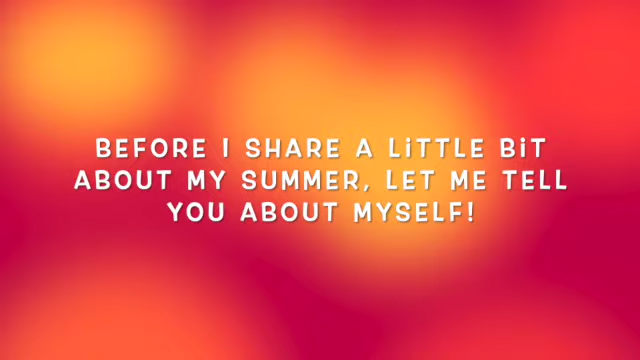 BEFORE I SHARE A LiTTLE BiT
ABOUT MY SUMMER, LET ME TELL
YOU ABOUT MYSELF!